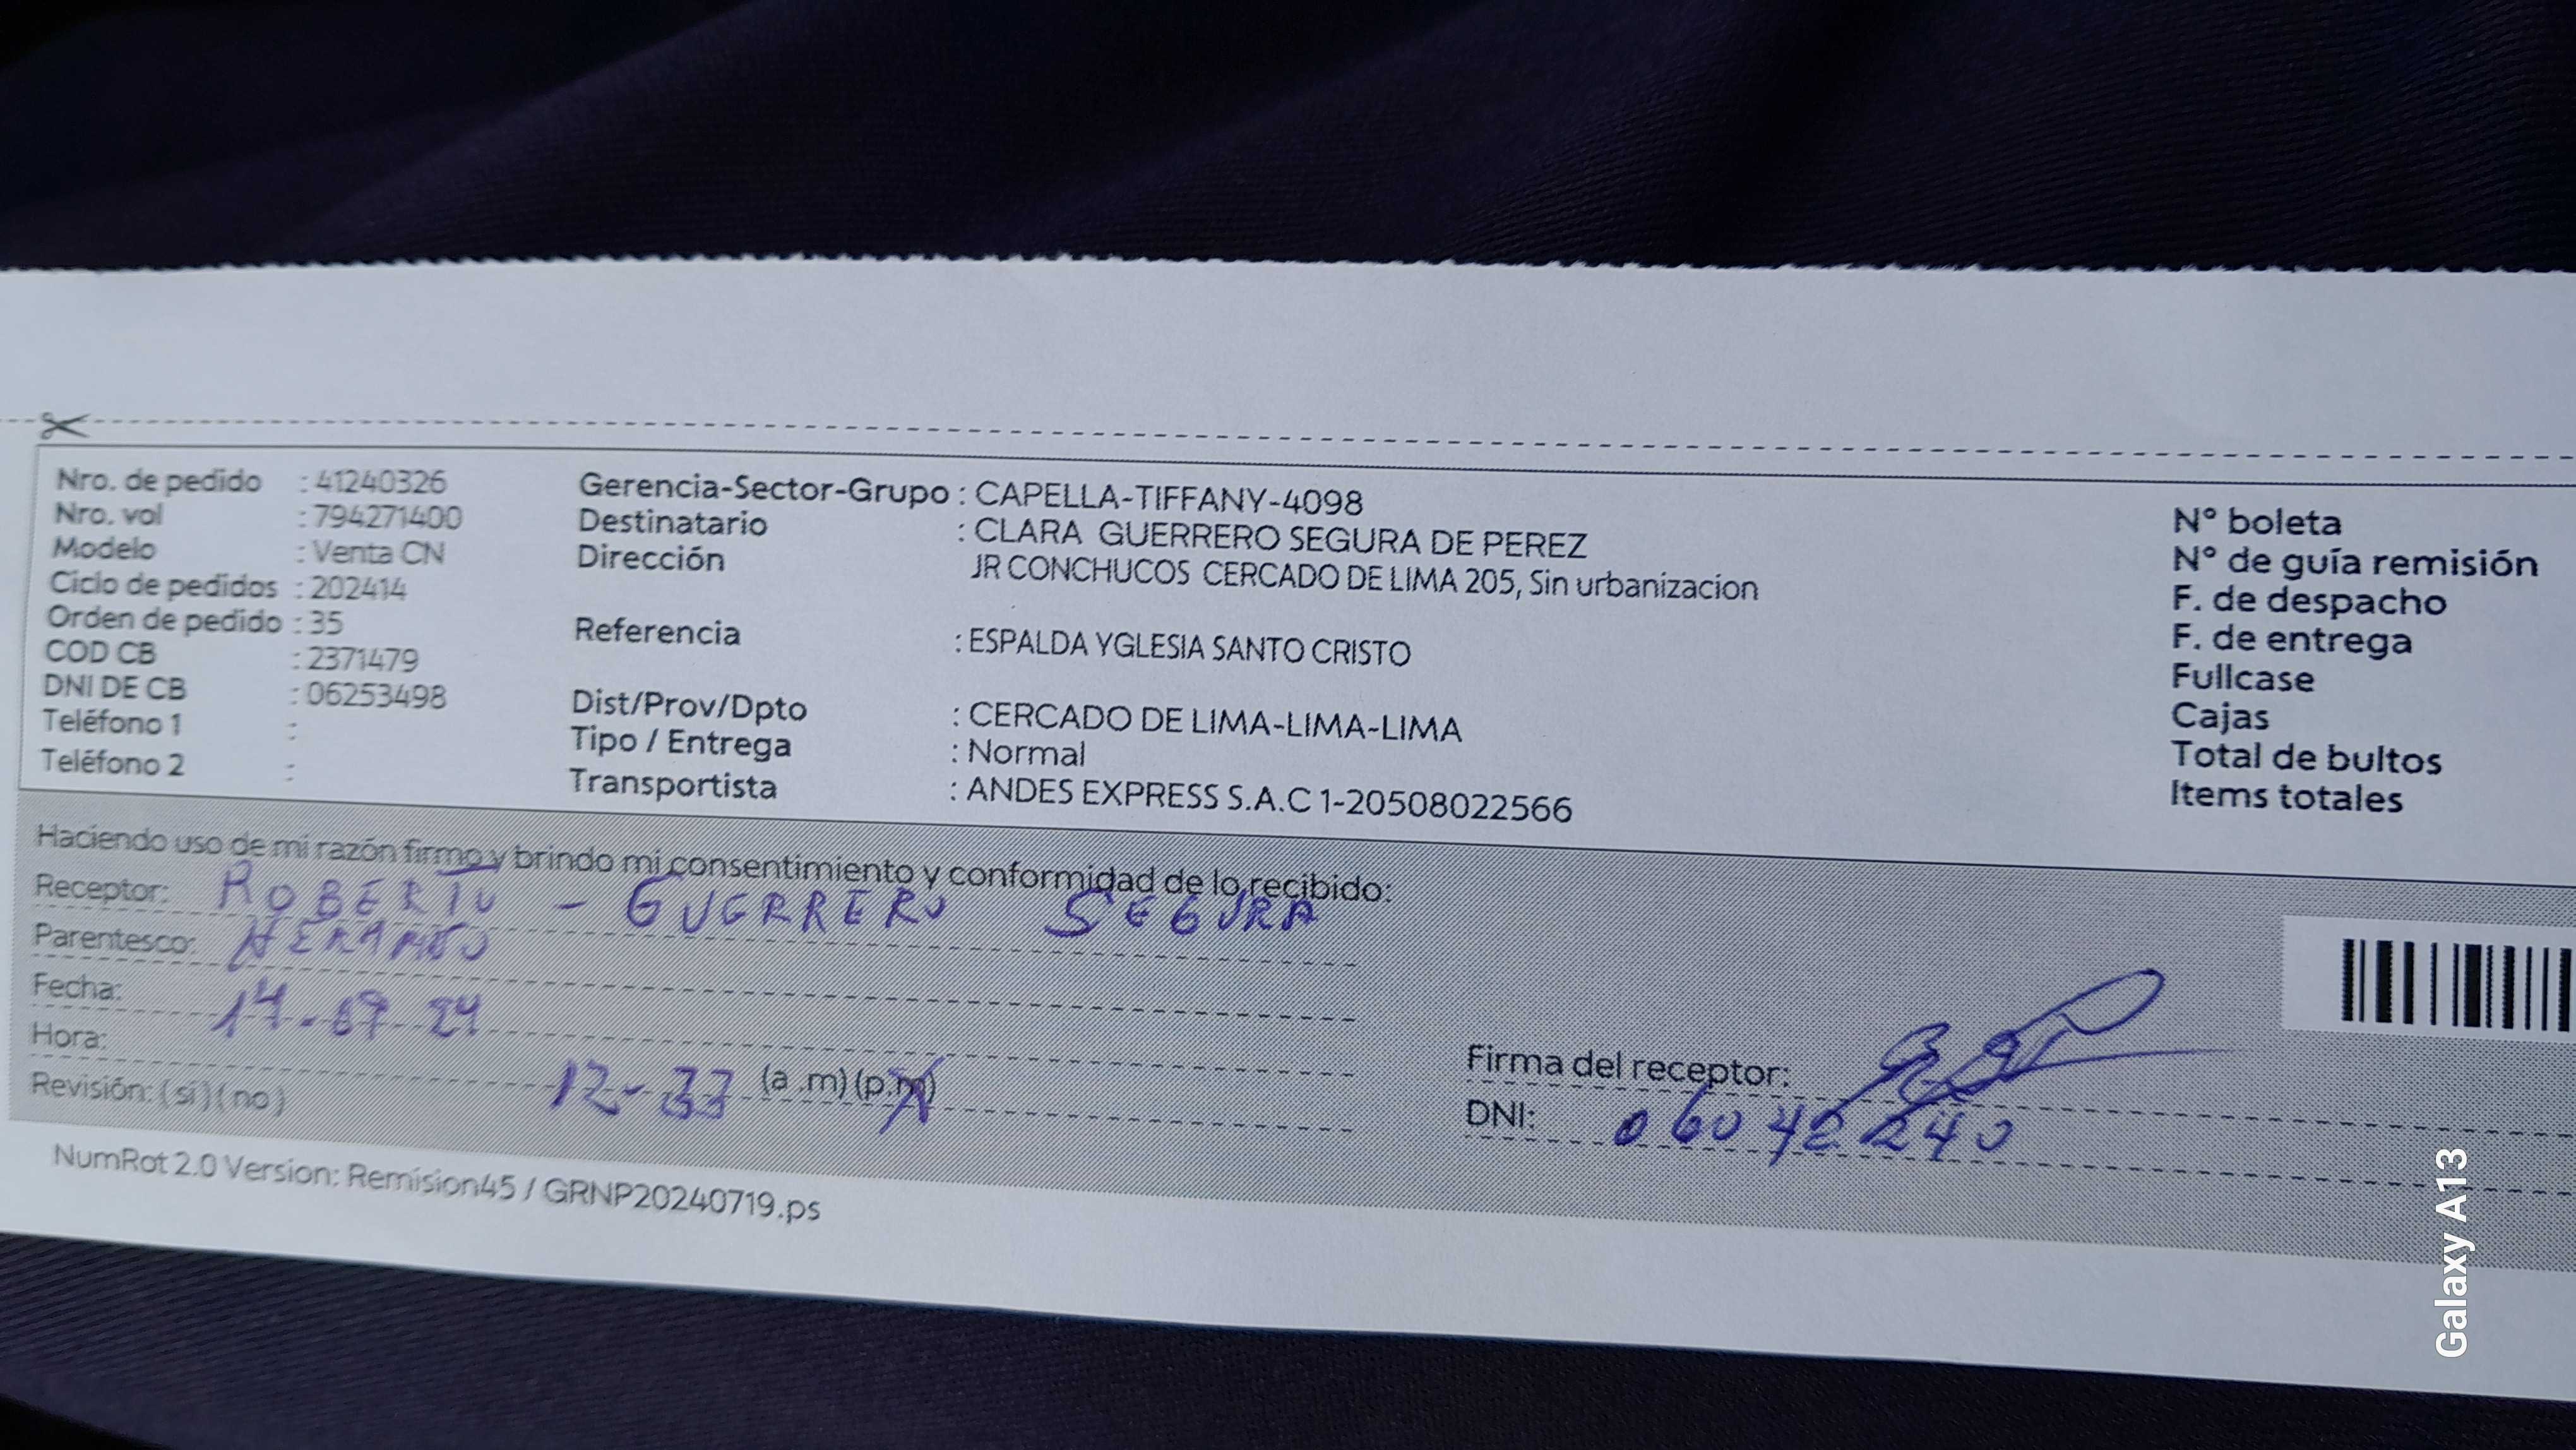 Nro. de pedido : 41240326
Nro. vol : 794271400
Modelo : Venta CN
Ciclo de pedidos : 202414
Orden de pedido : 35
COD CB : 2371479
DNI DE CB : 06253498
Teléfono 1 :
Teléfono 2 :
Gerencia-Sector-Grupo : CAPELLA-TIFFANY-4098
Destinatario : CLARA GUERRERO SEGURA DE PEREZ
Dirección JR CONCHUCOS CERCADO DE LIMA 205, Sin urbanizacion
Referencia : ESPALDA YGLESIA SANTO CRISTO
Dist/Prov/Dpto : CERCADO DE LIMA-LIMA-LIMA
Tipo / Entrega : Normal
Transportista : ANDES EXPRESS S.A.C 1-20508022566
N° boleta
N° de guía remisión
F. de despacho
F. de entrega
Fullcase
Cajas
Total de bultos
Items totales
Haciendo uso de mi razón firmo y brindo mi consentimiento y conformidad de lo recibido:
Receptor: ROBERTO - GUERRERO SEGURA
Parentesco: HERMANO
Fecha:
Hora: 12-33 (a .m) (p.m)
Revisión: (si) (no)
Firma del receptor:
DNI: 06042240
NumRot 2.0 Version: Remision45 / GRNP20240719.ps
Galaxy A13